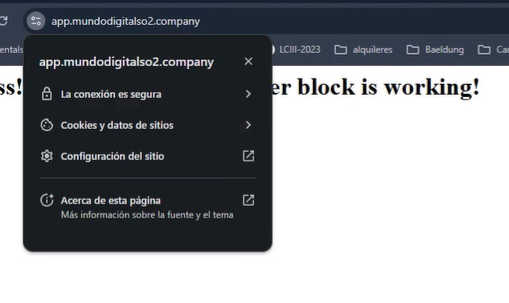 app.mundodigitalso2.company
LCIII-2023 alquileres Baeldung
app.mundodigitalso2.company
La conexión es segura
Cookies y datos de sitios
Configuración del sitio
Acerca de esta página
Más información sobre la fuente y el tema
block is working!